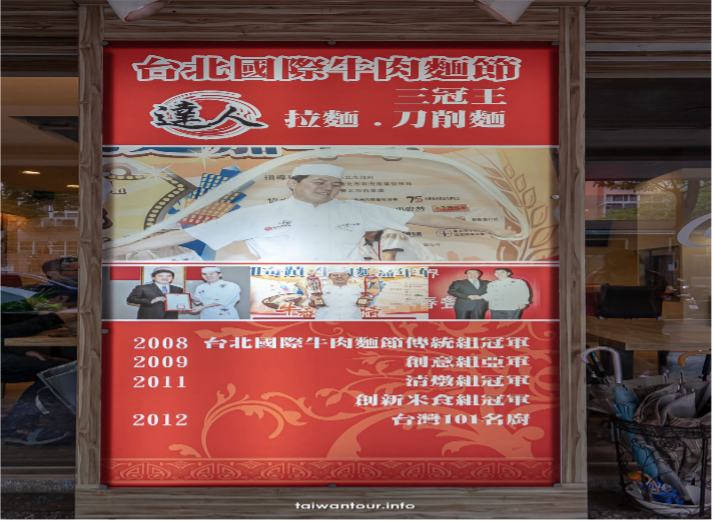 台北國際牛肉麵節
三冠王
達人 拉麵．刀削麵
2008 台北國際牛肉麵節傳統組冠軍
2009 創意組亞軍
2011 清燉組冠軍
創新米食組冠軍
2012 台灣101名廚
taiwantour.info